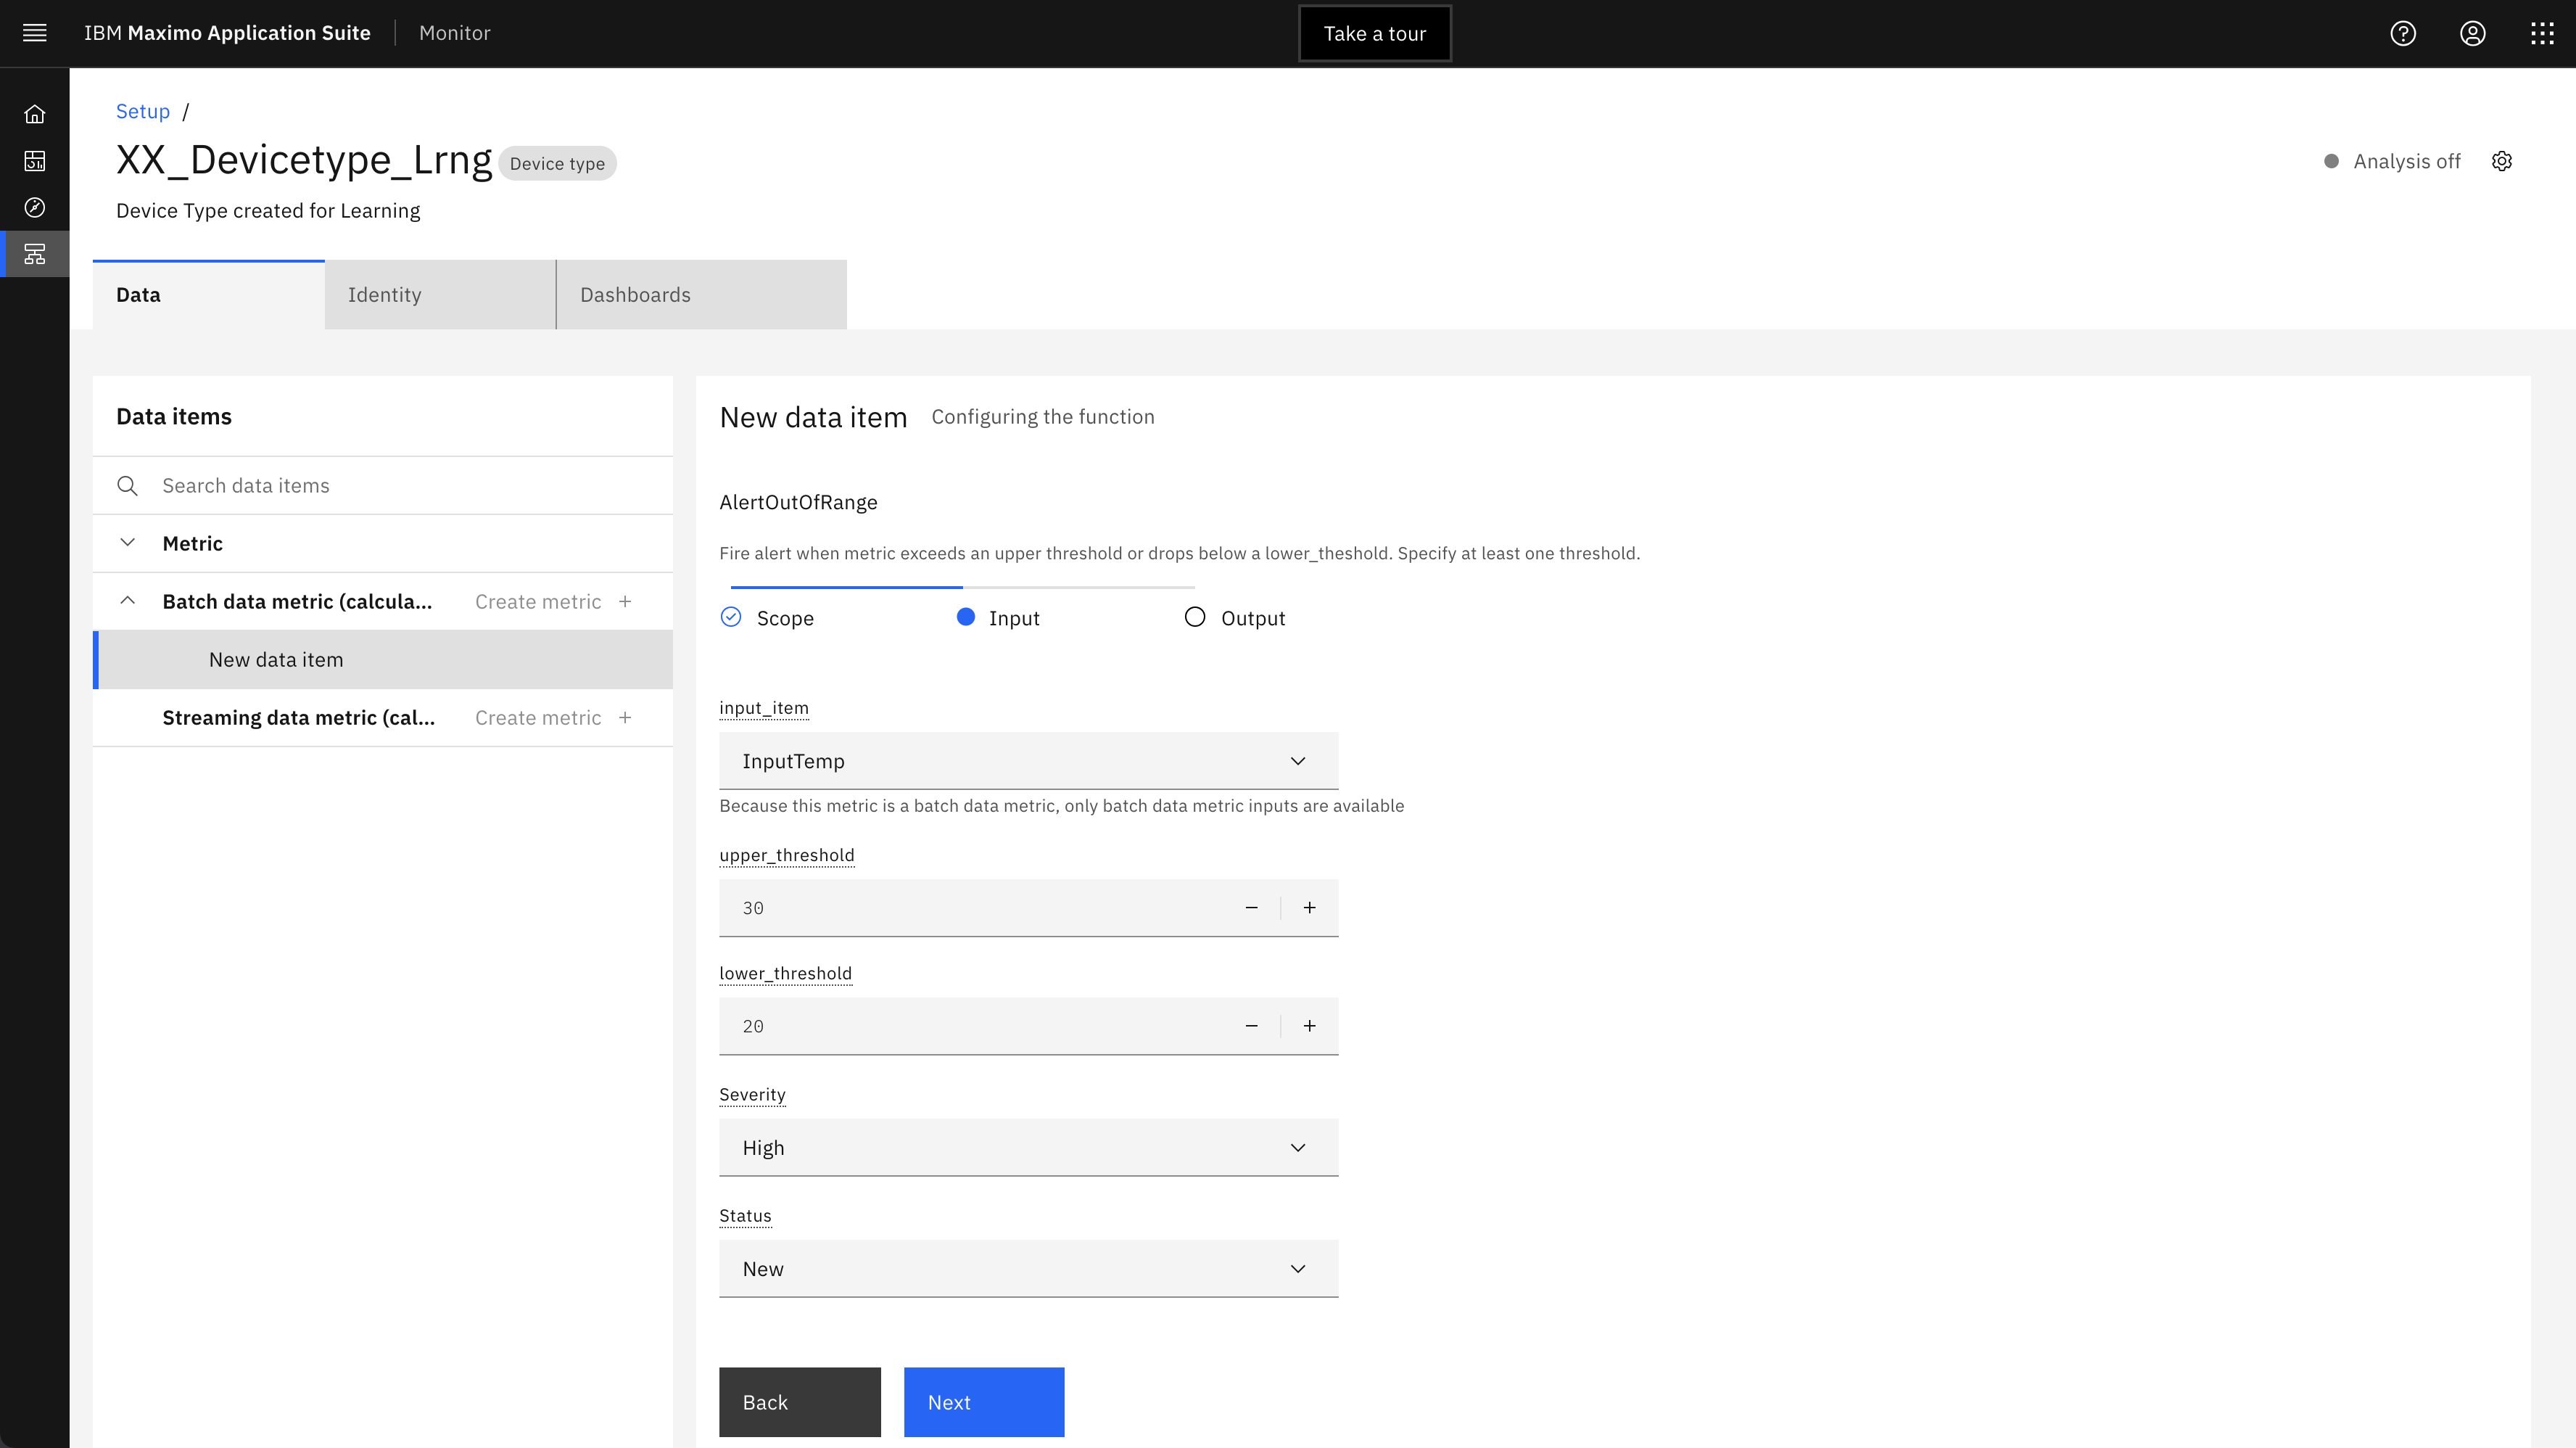 IBM Maximo Application Suite Monitor Take a tour
Setup /
XX_Devicetype_Lrng Device type
Analysis off
Device Type created for Learning
Data Identity Dashboards
Data items
Search data items
Metric
Batch data metric (calcula... Create metric +
New data item
Streaming data metric (cal... Create metric +
New data item Configuring the function
AlertOutOfRange
Fire alert when metric exceeds an upper threshold or drops below a lower_theshold. Specify at least one threshold.
Scope Input Output
input_item
InputTemp
Because this metric is a batch data metric, only batch data metric inputs are available
upper_threshold
30
lower_threshold
20
Severity
High
Status
New
Back Next